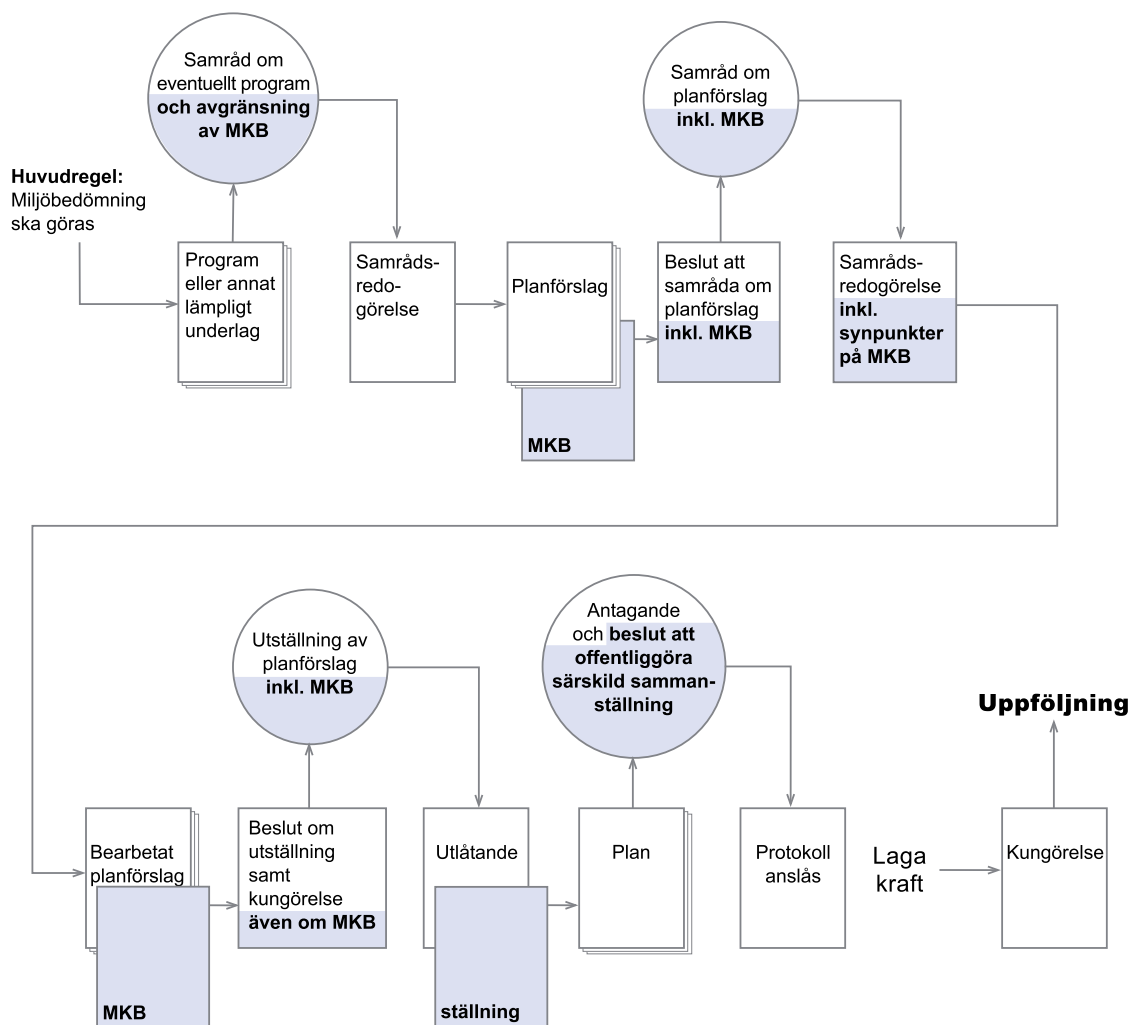 Samråd om
eventuellt program
och avgränsning
av MKB
Samråd om
planförslag
inkl. MKB
Huvudregel:
Miljöbedömning
ska göras
Program
eller annat
lämpligt
underlag
Samråds-
redo-
görelse
Planförslag
MKB
Beslut att
samråda om
planförslag
inkl. MKB
Samråds-
redogörelse
inkl.
synpunkter
på MKB
Utställning av
planförslag
inkl. MKB
Antagande
och beslut att
offentliggöra
särskild samman-
ställning
Uppföljning
Bearbetat
planförslag
MKB
Beslut om
utställning
samt
kungörelse
även om MKB
Utlåtande
ställning
Plan
Protokoll
anslås
Laga
kraft
Kungörelse